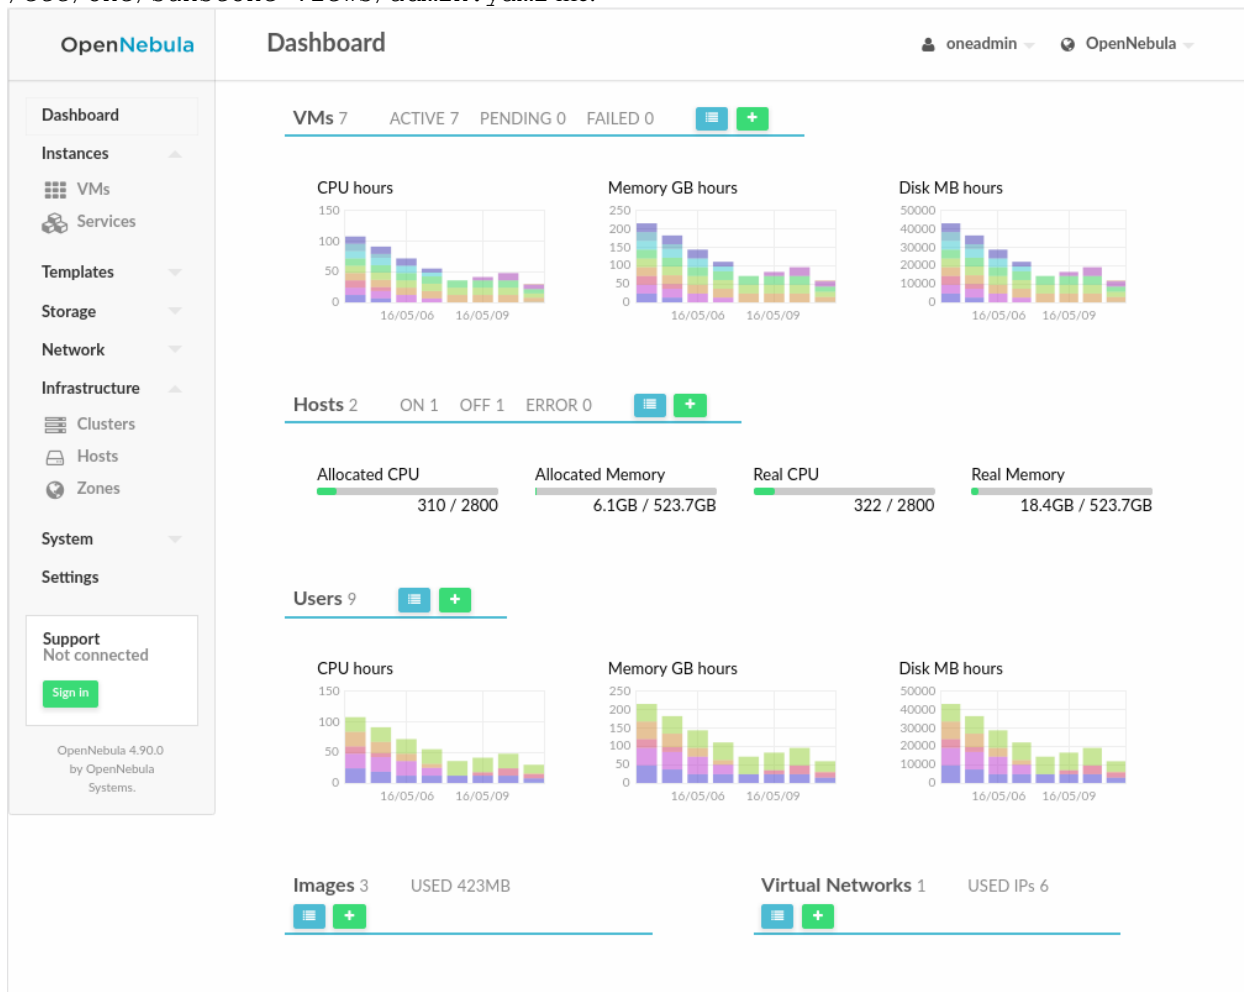 OpenNebula
Dashboard
oneadmin
OpenNebula
Dashboard
Instances
VMs
Services
Templates
Storage
Network
Infrastructure
Clusters
Hosts
Zones
System
Settings
Support
Not connected
Sign in
OpenNebula 4.90.0
by OpenNebula
Systems.
VMs 7 ACTIVE 7 PENDING 0 FAILED 0
CPU hours
150
100
50
0
16/05/06 16/05/09
Memory GB hours
250
200
150
100
50
0
16/05/06 16/05/09
Disk MB hours
50000
40000
30000
20000
10000
0
16/05/06 16/05/09
Hosts 2 ON 1 OFF 1 ERROR 0
Allocated CPU
310 / 2800
Allocated Memory
6.1GB / 523.7GB
Real CPU
322 / 2800
Real Memory
18.4GB / 523.7GB
Users 9
CPU hours
150
100
50
0
16/05/06 16/05/09
Memory GB hours
250
200
150
100
50
0
16/05/06 16/05/09
Disk MB hours
50000
40000
30000
20000
10000
0
16/05/06 16/05/09
Images 3 USED 423MB
Virtual Networks 1 USED IPs 6